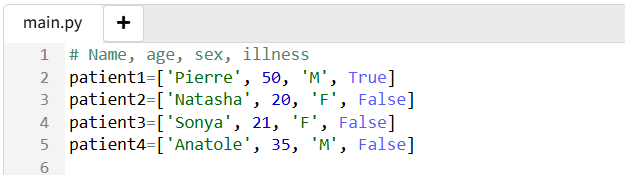 main.py +
1 # Name, age, sex, illness
2 patient1=['Pierre', 50, 'M', True]
3 patient2=['Natasha', 20, 'F', False]
4 patient3=['Sonya', 21, 'F', False]
5 patient4=['Anatole', 35, 'M', False]
6